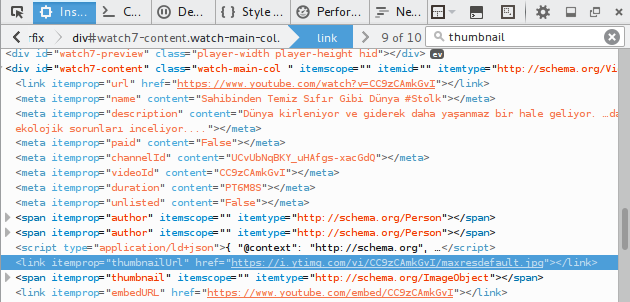 Ins... Co... De... Style ... Perfor... Ne...
rfix div#watch7-content.watch-main-col. link 9 of 10 thumbnail
<div id="watch7-preview" class="player-width player-height hid"></div> ev
<div id="watch7-content" class="watch-main-col " itemscope="" itemid="" itemtype="http://schema.org/Vi
<link itemprop="url" href="https://www.youtube.com/watch?v=CC9zCAmkGvI"></link>
<meta itemprop="name" content="Sahibinden Temiz Sıfır Gibi Dünya #Stolk"></meta>
<meta itemprop="description" content="Dünya kirleniyor ve giderek daha yaşanmaz bir hale geliyor. …da
ekolojik sorunları inceliyor...."></meta>
<meta itemprop="paid" content="False"></meta>
<meta itemprop="channelId" content="UCvUbNqBKY_uHAfgs-xacGdQ"></meta>
<meta itemprop="videoId" content="CC9zCAmkGvI"></meta>
<meta itemprop="duration" content="PT6M8S"></meta>
<meta itemprop="unlisted" content="False"></meta>
<span itemprop="author" itemscope="" itemtype="http://schema.org/Person"></span>
<span itemprop="author" itemscope="" itemtype="http://schema.org/Person"></span>
<script type="application/ld+json">{ "@context": "http://schema.org", …</script>
<link itemprop="thumbnailUrl" href="https://i.ytimg.com/vi/CC9zCAmkGvI/maxresdefault.jpg"></link>
<span itemprop="thumbnail" itemscope="" itemtype="http://schema.org/ImageObject"></span>
<link itemprop="embedURL" href="https://www.youtube.com/embed/CC9zCAmkGvI"></link>